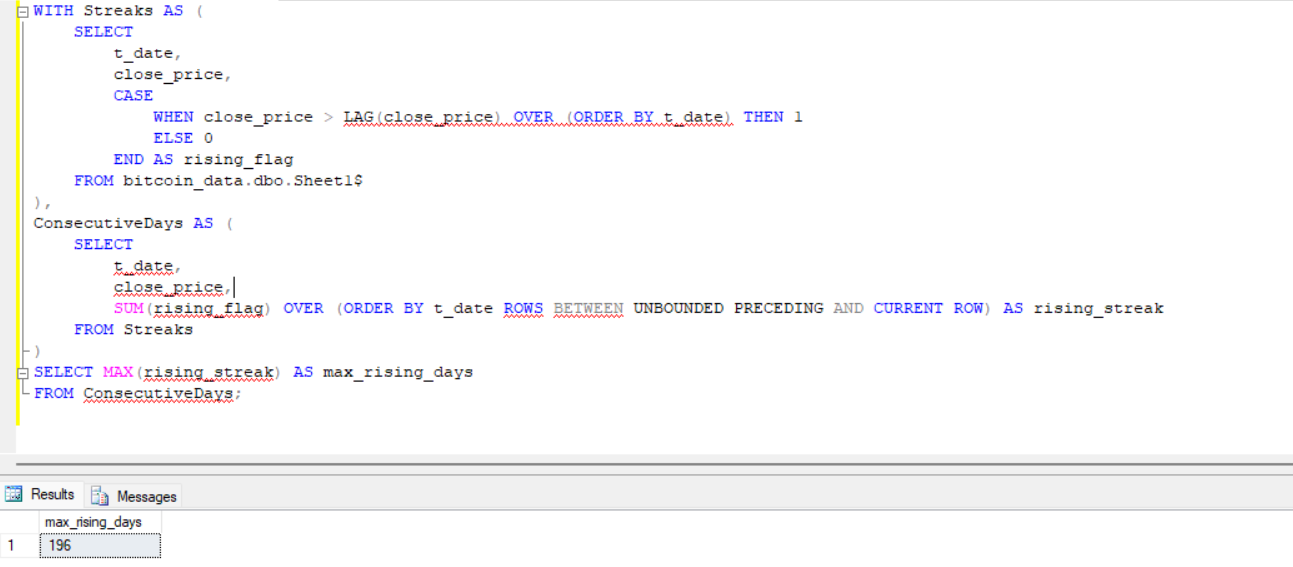 WITH Streaks AS (
SELECT
t_date,
close_price,
CASE
WHEN close_price > LAG(close_price) OVER (ORDER BY t_date) THEN 1
ELSE 0
END AS rising_flag
FROM bitcoin_data.dbo.Sheet1$
),
ConsecutiveDays AS (
SELECT
t_date,
close_price,
SUM(rising_flag) OVER (ORDER BY t_date ROWS BETWEEN UNBOUNDED PRECEDING AND CURRENT ROW) AS rising_streak
FROM Streaks
)
SELECT MAX(rising_streak) AS max_rising_days
FROM ConsecutiveDays;
Results Messages
max_rising_days
1 196